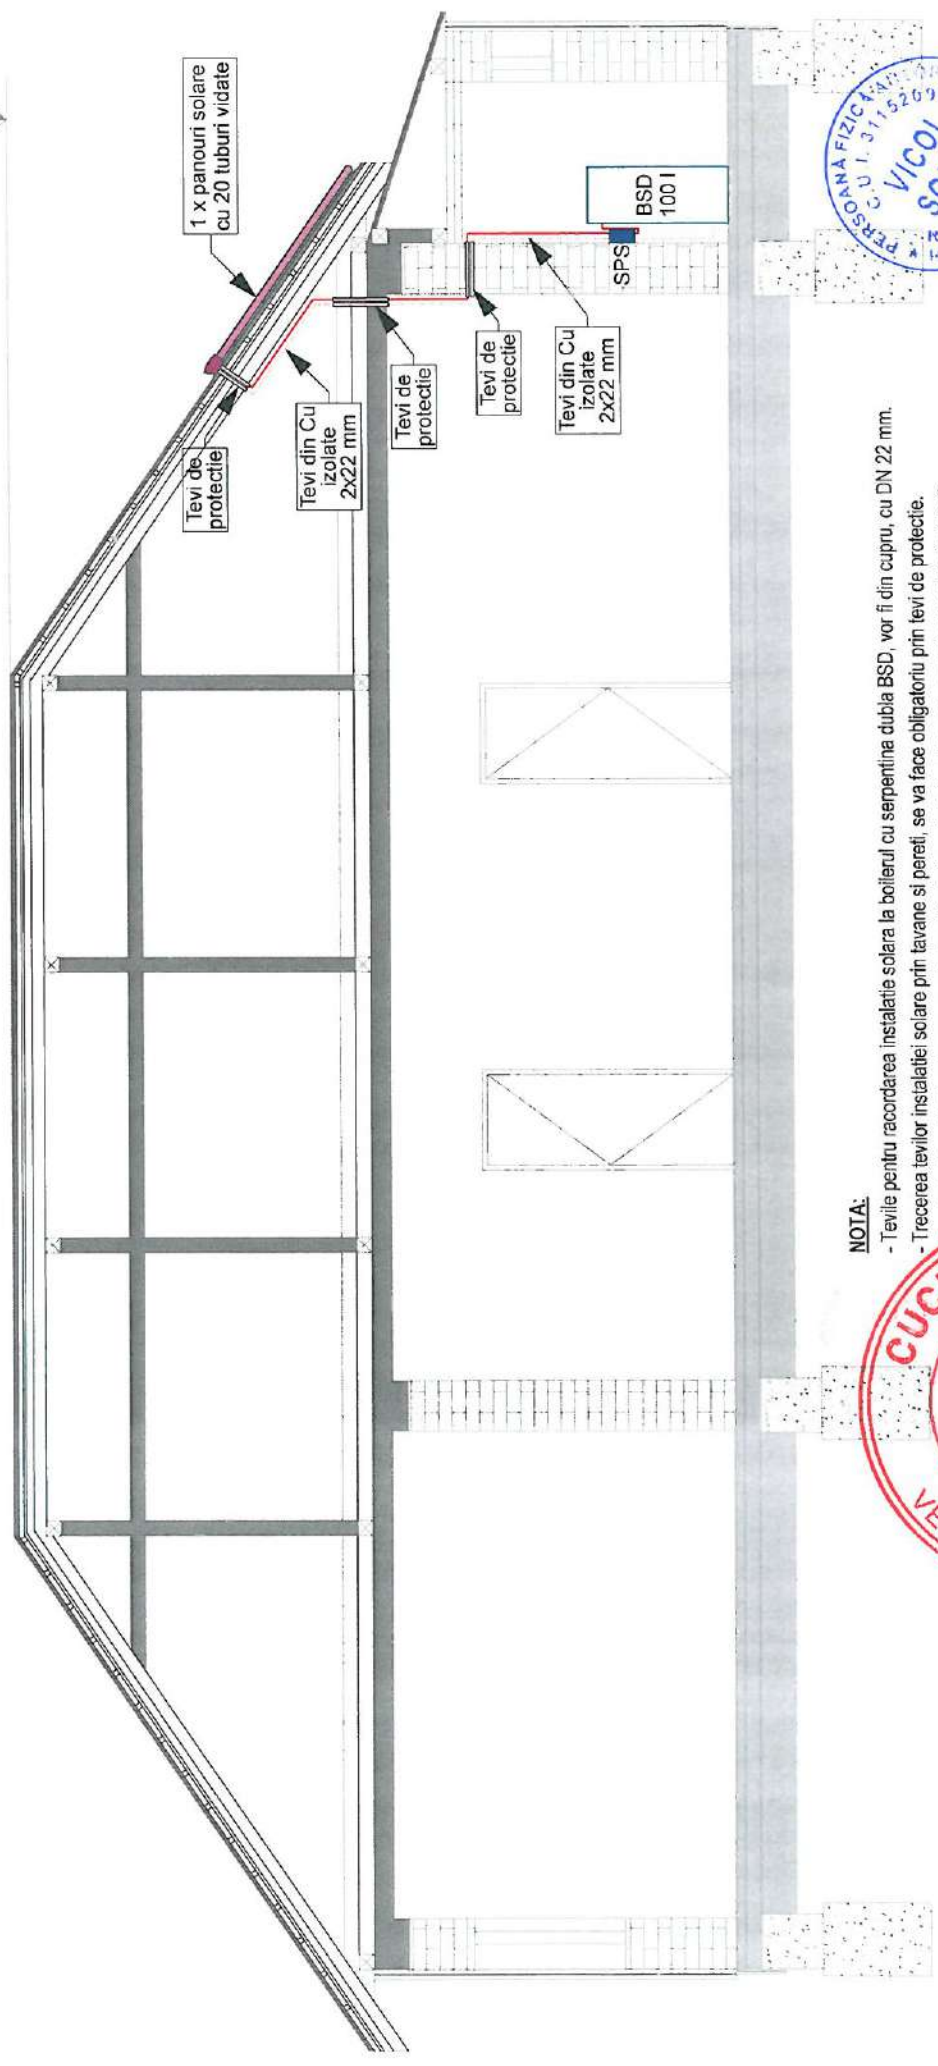 1 x panouri solare
cu 20 tuburi vidate
Tevi de
protectie
Tevi din Cu
izolate
2x22 mm
Tevi de
protectie
Tevi de
protectie
Tevi din Cu
izolate
2x22 mm
SPS
BSD
100 l
NOTA:
- Tevile pentru racordarea instalatie solara la boilerul cu serpentina dubla BSD, vor fi din cupru, cu DN 22 mm.
- Trecerea tevilor instalatiei solare prin tavane si pereti, se va face obligatoriu prin tevi de protectie.
PERSOANA FIZICA
C.U.I. 3115209